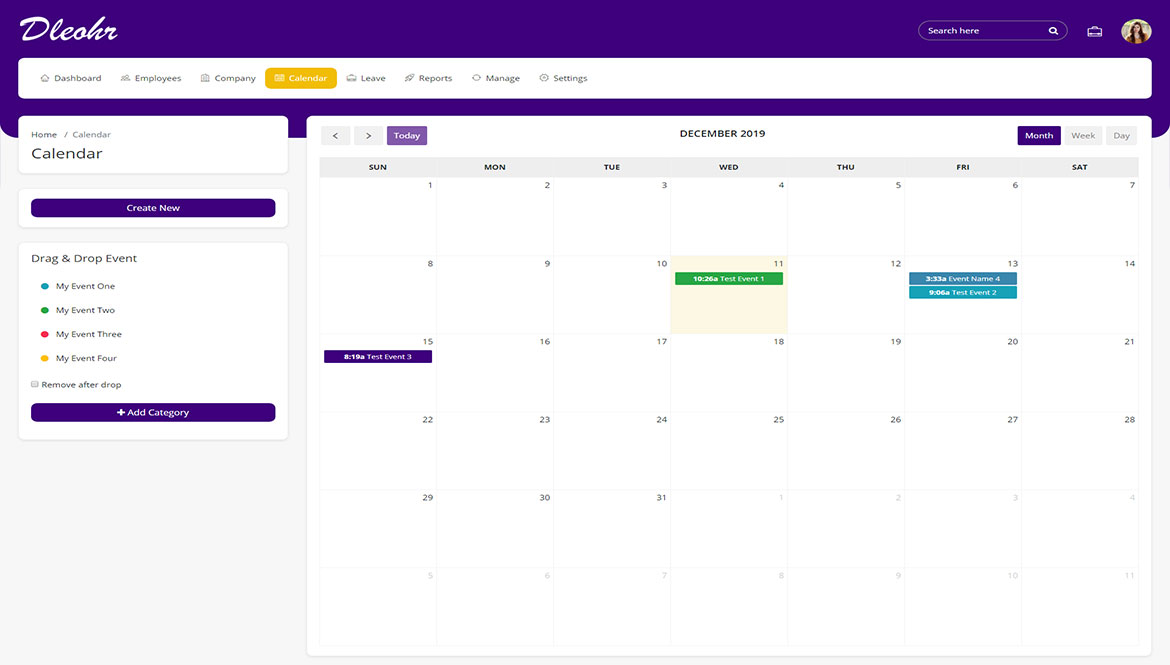 Dleohr
Search here
Dashboard Employees Company Calendar Leave Reports Manage Settings
Home / Calendar
Calendar
Create New
Drag & Drop Event
My Event One
My Event Two
My Event Three
My Event Four
Remove after drop
+ Add Category
< > Today DECEMBER 2019 Month Week Day
SUN MON TUE WED THU FRI SAT
1 2 3 4 5 6 7
8 9 10 11 12 13 14
10:26a Test Event 1 3:33a Event Name 4
9:06a Test Event 2
15 16 17 18 19 20 21
8:19a Test Event 3
22 23 24 25 26 27 28
29 30 31 1 2 3 4
5 6 7 8 9 10 11